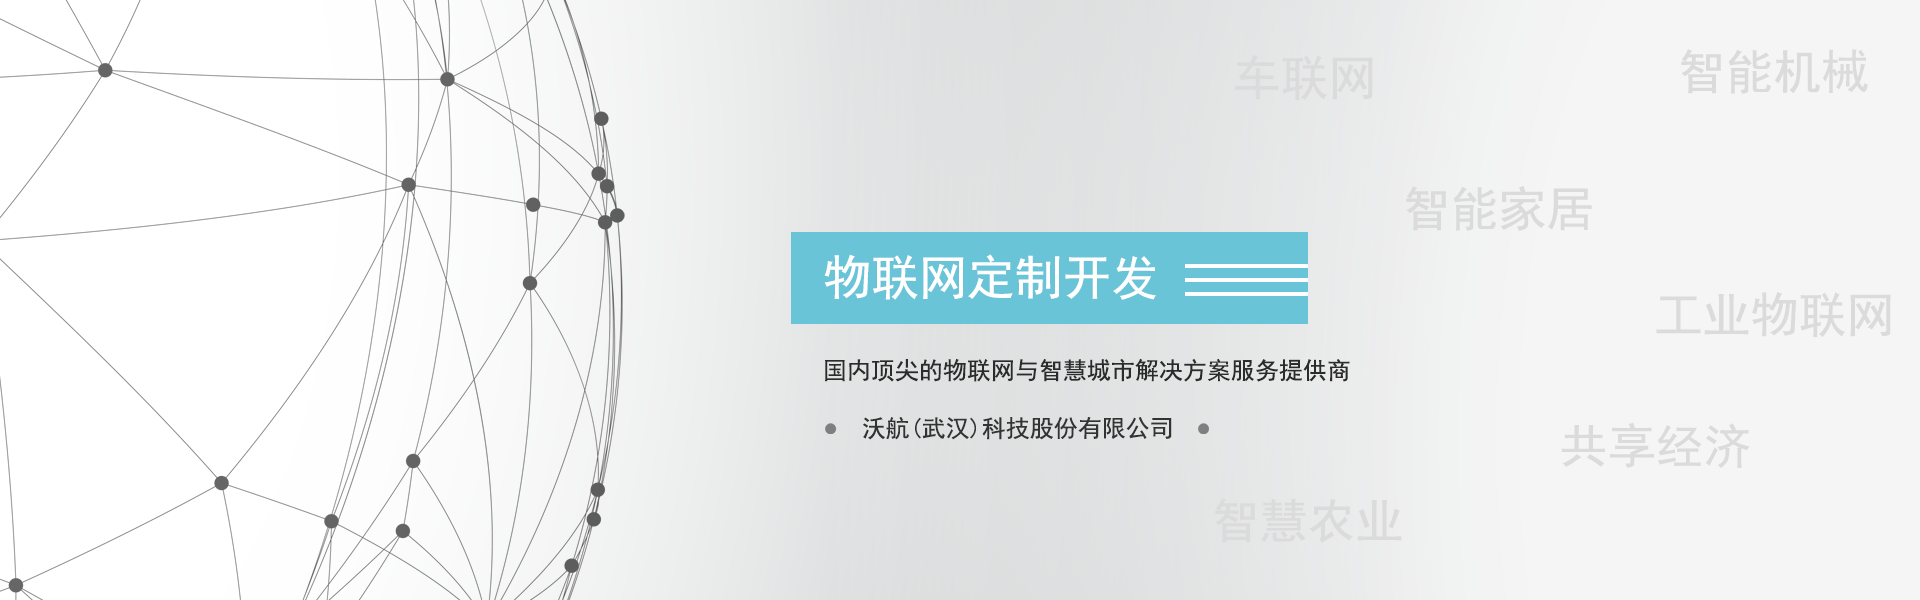 车联网
智能机械
智能家居
物联网定制开发
工业物联网
国内顶尖的物联网与智慧城市解决方案服务提供商
沃航(武汉)科技股份有限公司
共享经济
智慧农业